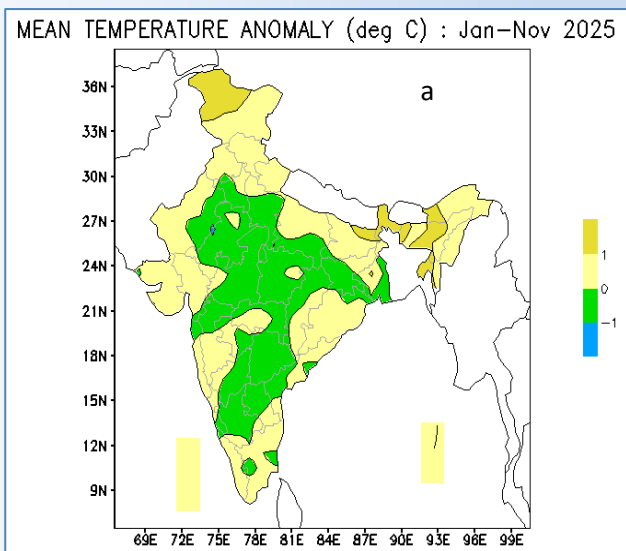 MEAN TEMPERATURE ANOMALY (deg C) : Jan-Nov 2025
a
36N
33N
30N
27N
24N
21N
18N
15N
12N
9N
69E 72E 75E 78E 81E 84E 87E 90E 93E 96E 99E
1
0
-1